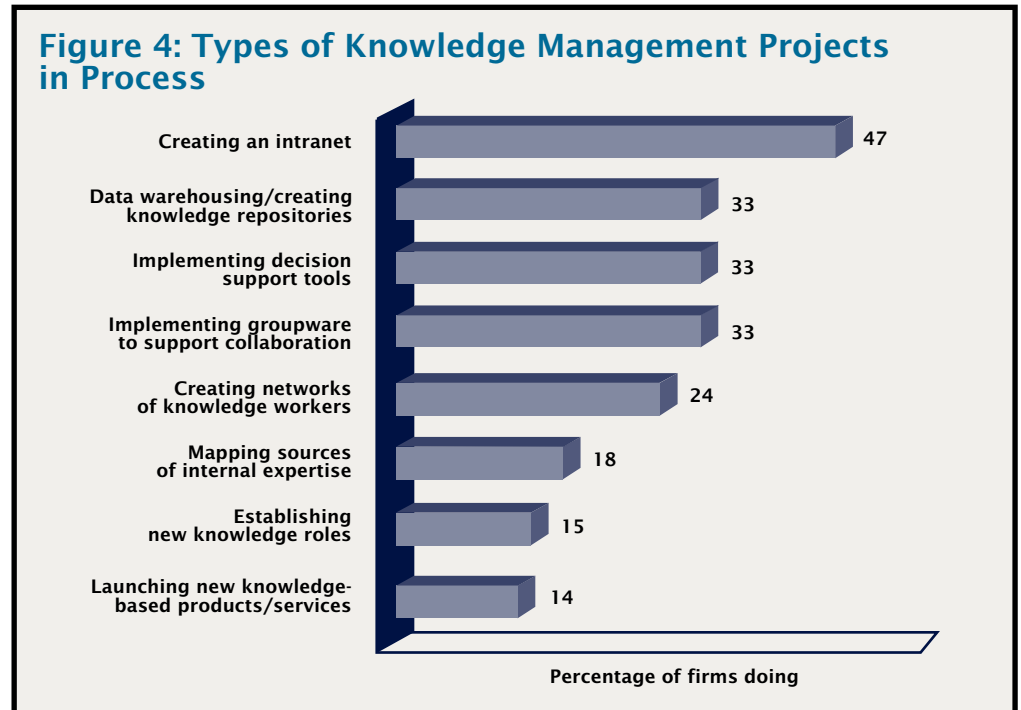 Figure 4: Types of Knowledge Management Projects
in Process
Creating an intranet
47
Data warehousing/creating
knowledge repositories
33
Implementing decision
support tools
33
Implementing groupware
to support collaboration
33
Creating networks
of knowledge workers
24
Mapping sources
of internal expertise
18
Establishing
new knowledge roles
15
Launching new knowledge-
based products/services
14
Percentage of firms doing